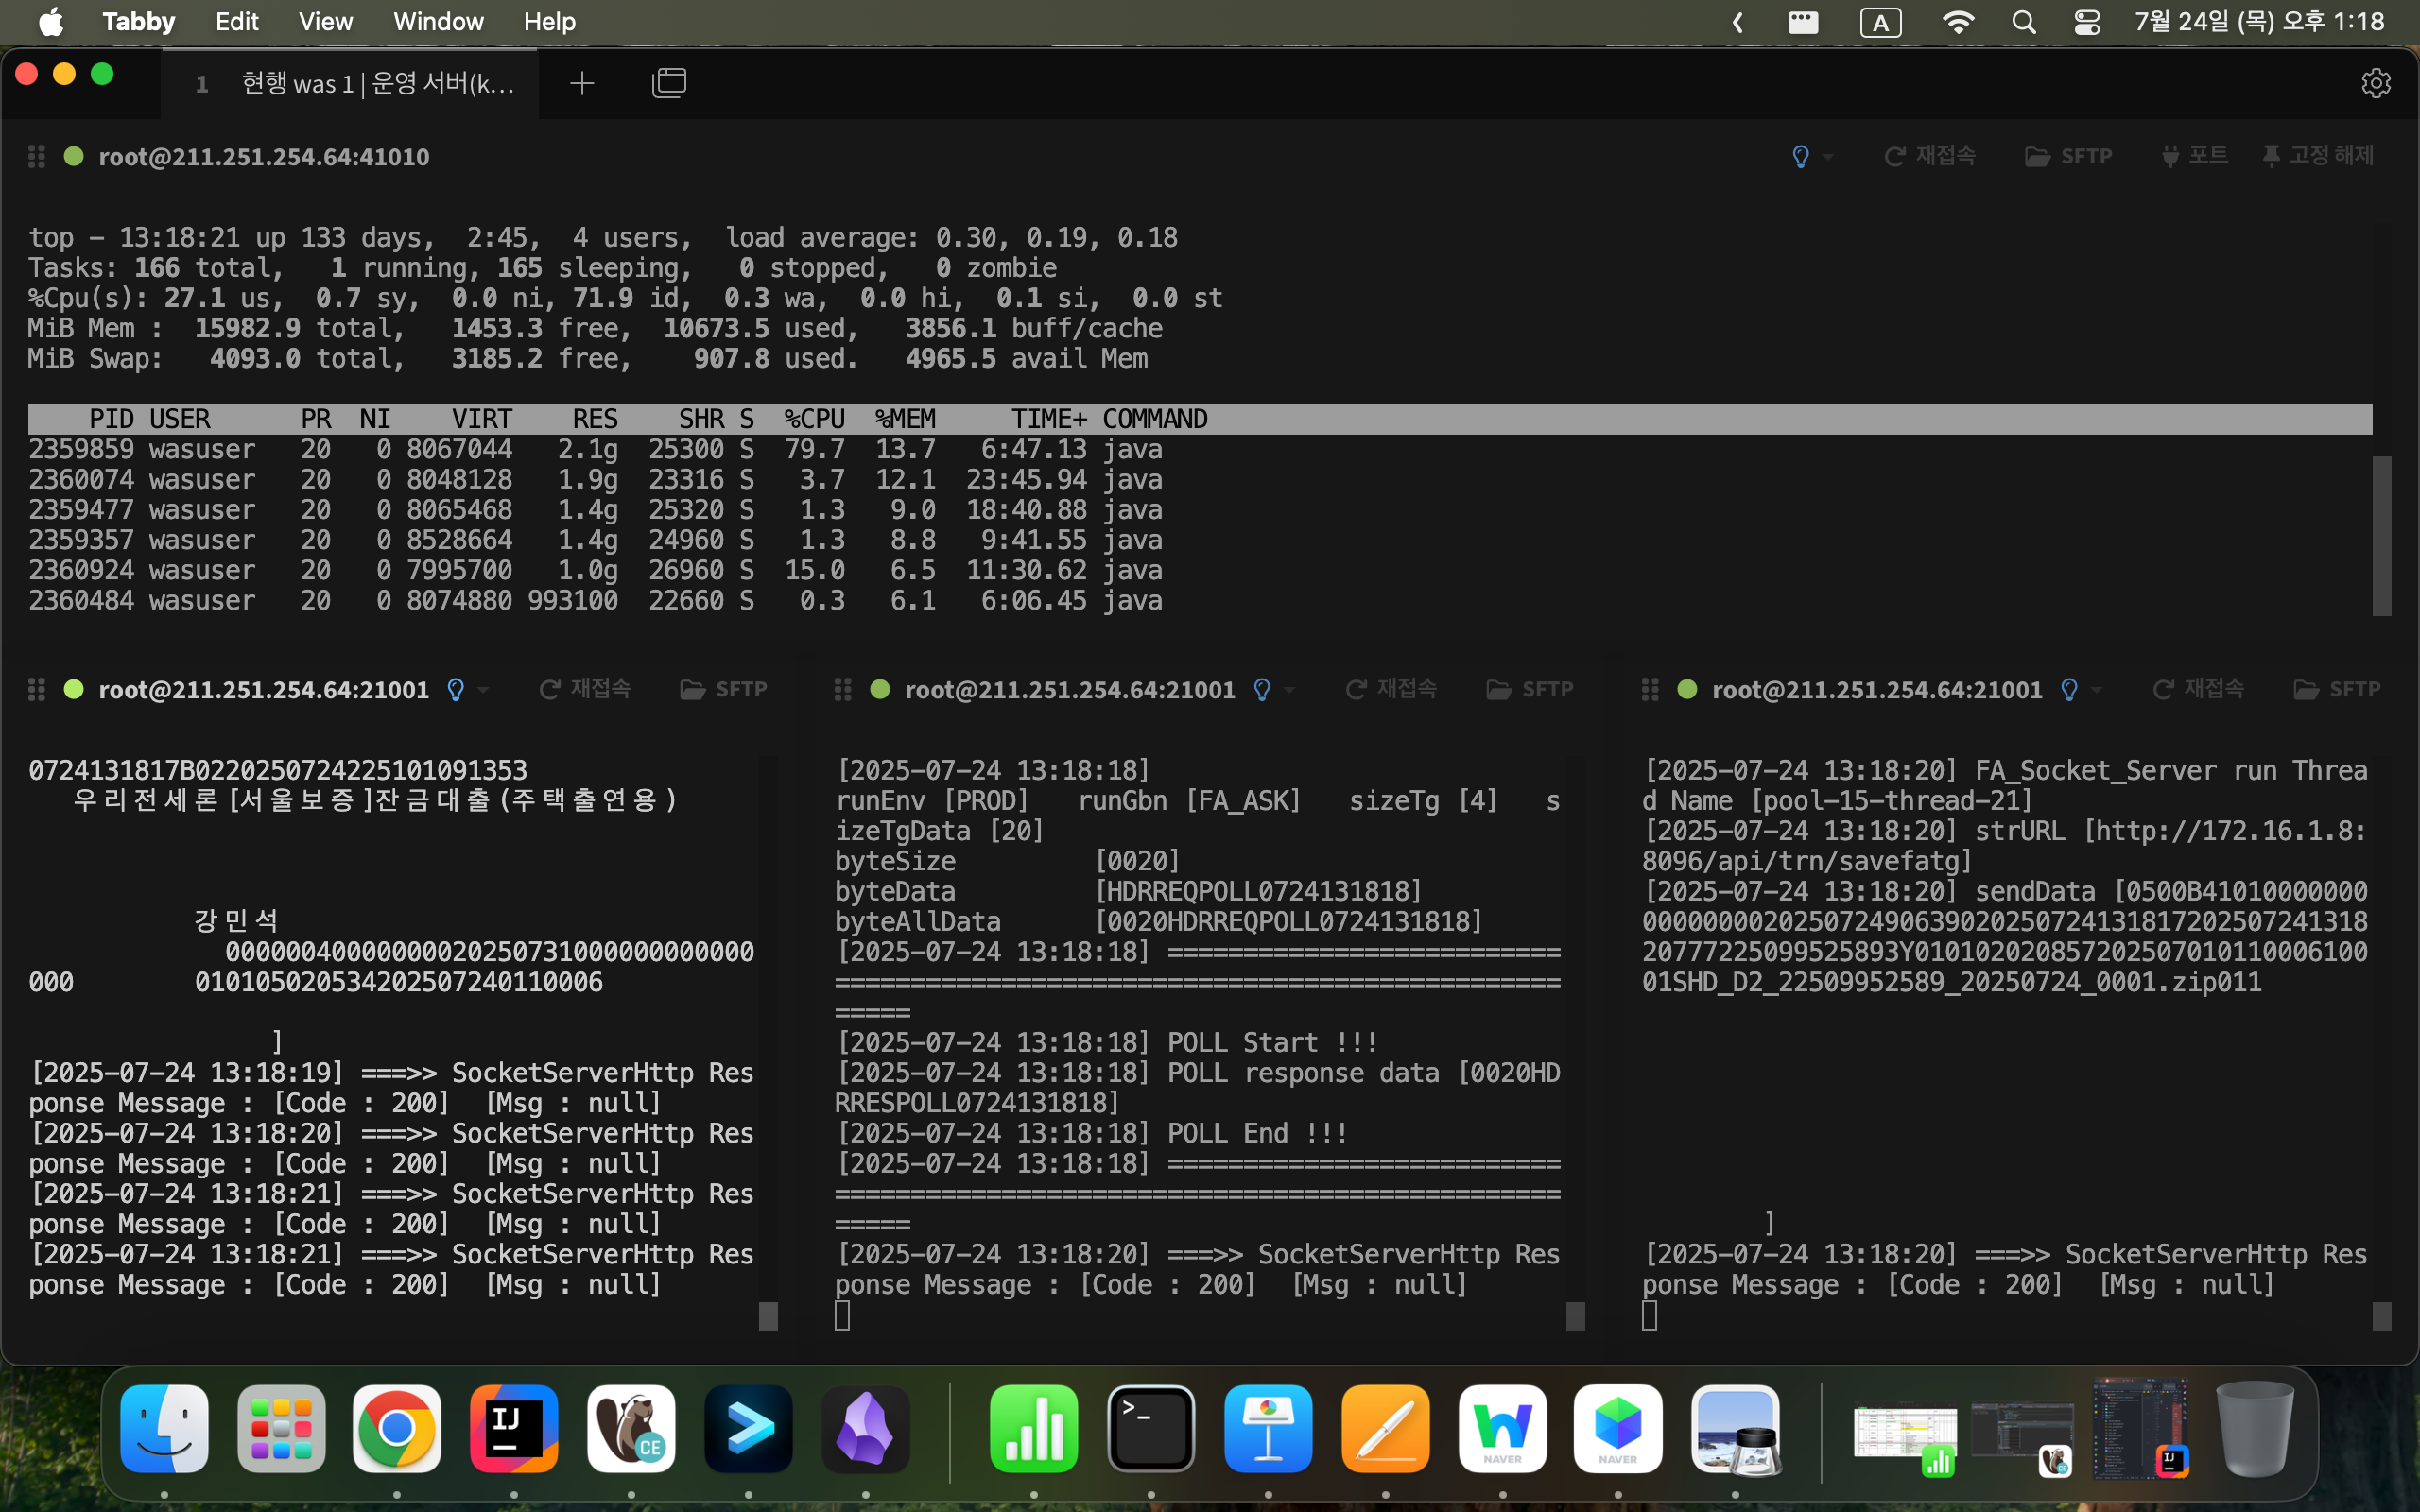 Tabby Edit View Window Help
A 7월 24일 (목) 오후 1:18
1 현행 was 1 | 운영 서버(k...
root@211.251.254.64:41010
재접속 SFTP 포트 고정 해제
top - 13:18:21 up 133 days,  2:45,  4 users,  load average: 0.30, 0.19, 0.18
Tasks: 166 total,   1 running, 165 sleeping,   0 stopped,   0 zombie
%Cpu(s): 27.1 us,  0.7 sy,  0.0 ni, 71.9 id,  0.3 wa,  0.0 hi,  0.1 si,  0.0 st
MiB Mem :  15982.9 total,   1453.3 free,  10673.5 used,   3856.1 buff/cache
MiB Swap:   4093.0 total,   3185.2 free,    907.8 used.   4965.5 avail Mem
PID USER PR NI VIRT RES SHR S %CPU %MEM TIME+ COMMAND
2359859 wasuser 20 0 8067044 2.1g 25300 S 79.7 13.7 6:47.13 java
2360074 wasuser 20 0 8048128 1.9g 23316 S 3.7 12.1 23:45.94 java
2359477 wasuser 20 0 8065468 1.4g 25320 S 1.3 9.0 18:40.88 java
2359357 wasuser 20 0 8528664 1.4g 24960 S 1.3 8.8 9:41.55 java
2360924 wasuser 20 0 7995700 1.0g 26960 S 15.0 6.5 11:30.62 java
2360484 wasuser 20 0 8074880 993100 22660 S 0.3 6.1 6:06.45 java
root@211.251.254.64:21001 재접속 SFTP
0724131817B0220250724225101091353
우리전세론[서울보증]잔금대출(주택출연용)
강민석
00000040000000020250731000000000000
000 010105020534202507240110006
]
[2025-07-24 13:18:19] ===>> SocketServerHttp Res
ponse Message : [Code : 200]  [Msg : null]
[2025-07-24 13:18:20] ===>> SocketServerHttp Res
ponse Message : [Code : 200]  [Msg : null]
[2025-07-24 13:18:21] ===>> SocketServerHttp Res
ponse Message : [Code : 200]  [Msg : null]
[2025-07-24 13:18:21] ===>> SocketServerHttp Res
ponse Message : [Code : 200]  [Msg : null]
root@211.251.254.64:21001 재접속 SFTP
[2025-07-24 13:18:18]
runEnv [PROD]   runGbn [FA_ASK]   sizeTg [4]   s
izeTgData [20]
byteSize [0020]
byteData [HDRREQPOLL0724131818]
byteAllData [0020HDRREQPOLL0724131818]
[2025-07-24 13:18:18] ==========================
================================================
=====
[2025-07-24 13:18:18] POLL Start !!!
[2025-07-24 13:18:18] POLL response data [0020HD
RRESPOLL0724131818]
[2025-07-24 13:18:18] POLL End !!!
[2025-07-24 13:18:18] ==========================
================================================
=====
[2025-07-24 13:18:20] ===>> SocketServerHttp Res
ponse Message : [Code : 200]  [Msg : null]
root@211.251.254.64:21001 재접속 SFTP
[2025-07-24 13:18:20] FA_Socket_Server run Threa
d Name [pool-15-thread-21]
[2025-07-24 13:18:20] strURL [http://172.16.1.8:
8096/api/trn/savefatg]
[2025-07-24 13:18:20] sendData [0500B41010000000
000000002025072490639020250724131817202507241318
20777225099525893Y010102020857202507010110006100
01SHD_D2_22509952589_20250724_0001.zip011
]
[2025-07-24 13:18:20] ===>> SocketServerHttp Res
ponse Message : [Code : 200]  [Msg : null]
IJ
CE
NAVER
NAVER